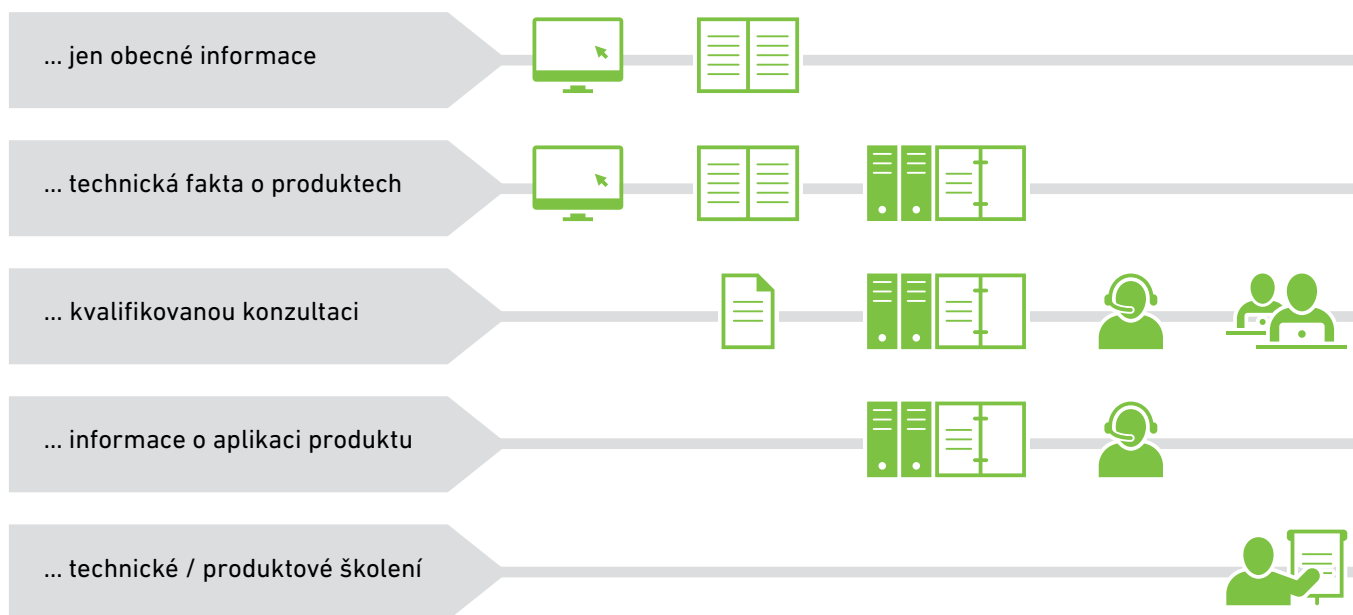 ... jen obecné informace
... technická fakta o produktech
... kvalifikovanou konzultaci
... informace o aplikaci produktu
... technické / produktové školení